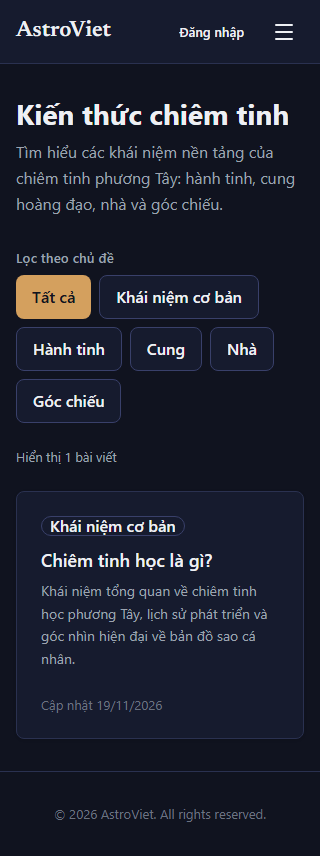 AstroViet
Đăng nhập
Kiến thức chiêm tinh
Tìm hiểu các khái niệm nền tảng của
chiêm tinh phương Tây: hành tinh, cung
hoàng đạo, nhà và góc chiếu.
Lọc theo chủ đề
Tất cả
Khái niệm cơ bản
Hành tinh
Cung
Nhà
Góc chiếu
Hiển thị 1 bài viết
Khái niệm cơ bản
Chiêm tinh học là gì?
Khái niệm tổng quan về chiêm tinh
học phương Tây, lịch sử phát triển và
góc nhìn hiện đại về bản đồ sao cá
nhân.
Cập nhật 19/11/2026
© 2026 AstroViet. All rights reserved.